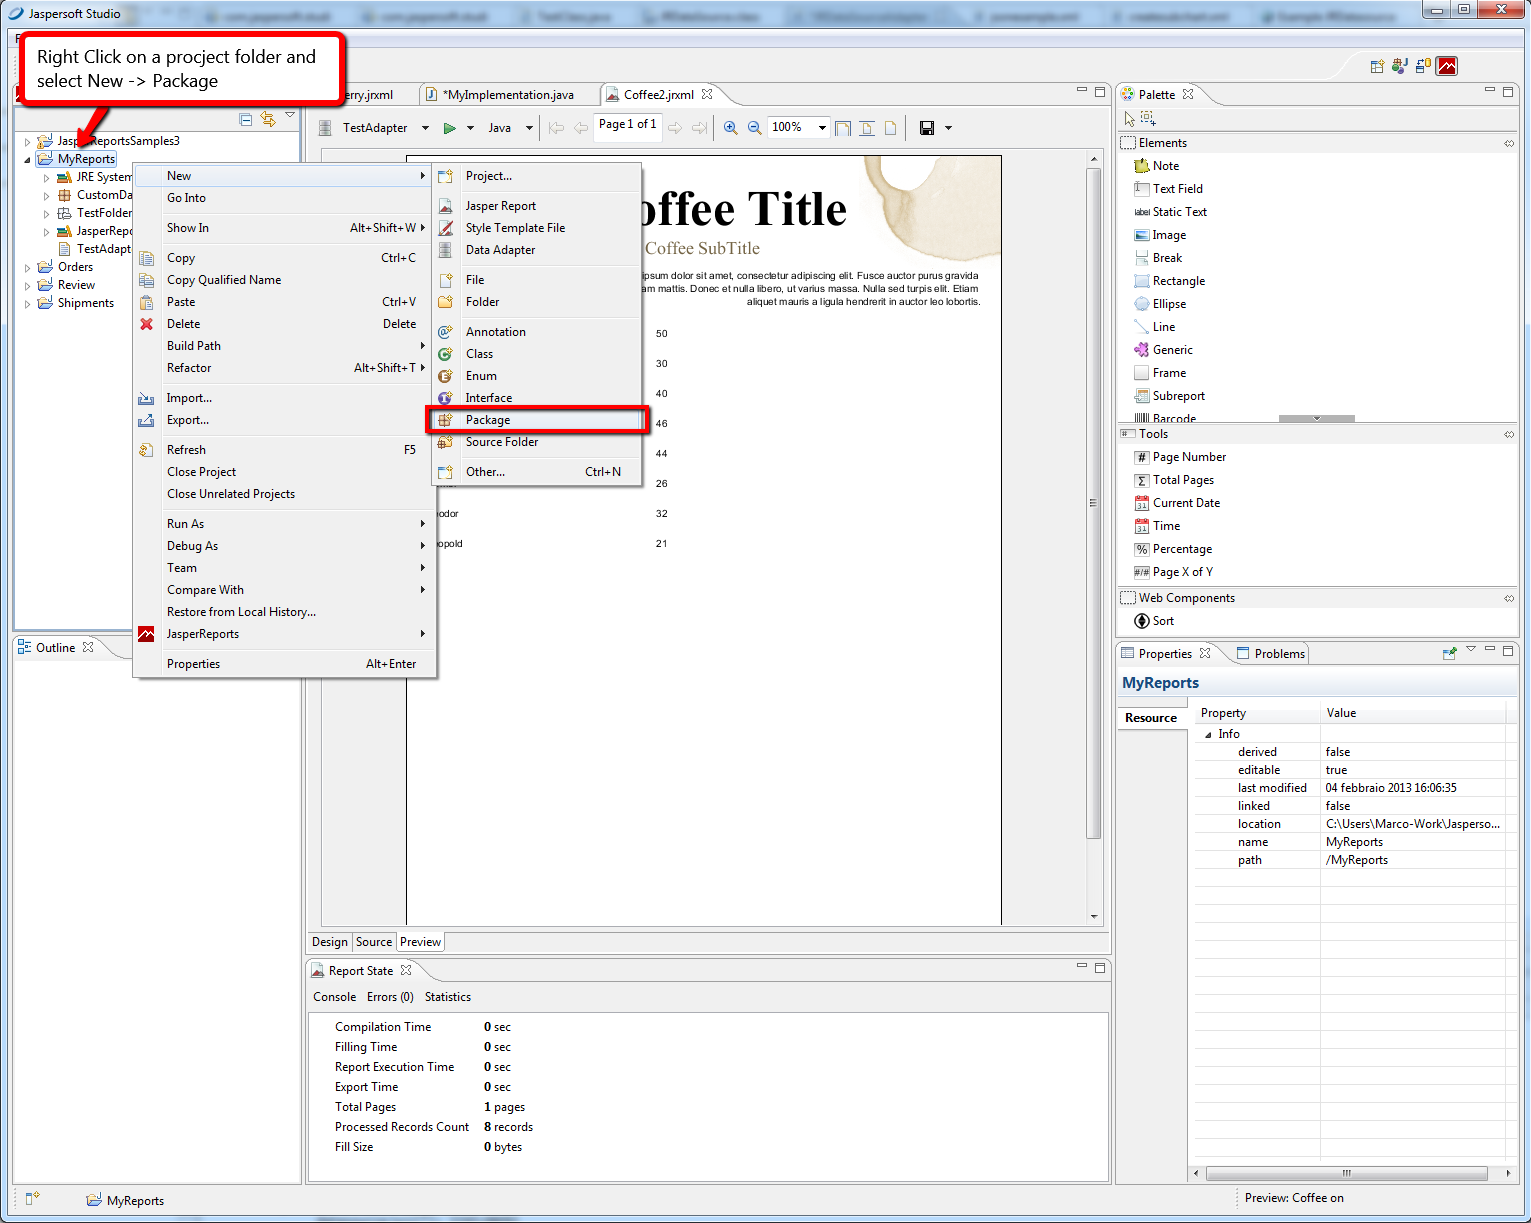 Jaspersoft Studio
Right Click on a procject folder and
select New -> Package
erry.jrxml
*MyImplementation.java
Coffee2.jrxml
TestAdapter
Java
Page 1 of 1
100%
JasperReportsSamples3
MyReports
JRE System
CustomDa
TestFolder
JasperRepo
TestAdapt
Orders
Review
Shipments
New
Go Into
Show In Alt+Shift+W
Copy Ctrl+C
Copy Qualified Name
Paste Ctrl+V
Delete Delete
Build Path
Refactor Alt+Shift+T
Import...
Export...
Refresh F5
Close Project
Close Unrelated Projects
Run As
Debug As
Team
Compare With
Restore from Local History...
JasperReports
Properties Alt+Enter
Project...
Jasper Report
Style Template File
Data Adapter
File
Folder
Annotation
Class
Enum
Interface
Package
Source Folder
Other... Ctrl+N
offee Title
Coffee SubTitle
ipsum dolor sit amet, consectetur adipiscing elit. Fusce auctor purus gravida
am mattis. Donec et nulla libero, ut varius massa. Nulla sed turpis elit. Etiam
aliquet mauris a ligula hendrerit in auctor leo lobortis.
50
30
40
46
44
26
odor 32
opold 21
Design Source Preview
Outline
Report State
Console Errors (0) Statistics
Compilation Time 0 sec
Filling Time 0 sec
Report Execution Time 0 sec
Export Time 0 sec
Total Pages 1 pages
Processed Records Count 8 records
Fill Size 0 bytes
Palette
Elements
Note
Text Field
label Static Text
Image
Break
Rectangle
Ellipse
Line
Generic
Frame
Subreport
Barcode
Tools
# Page Number
Σ Total Pages
31 Current Date
31 Time
% Percentage
#/# Page X of Y
Web Components
Sort
Properties Problems
MyReports
Resource
Property Value
Info
derived false
editable true
last modified 04 febbraio 2013 16:06:35
linked false
location C:\Users\Marco-Work\Jasperso...
name MyReports
path /MyReports
MyReports
Preview: Coffee on